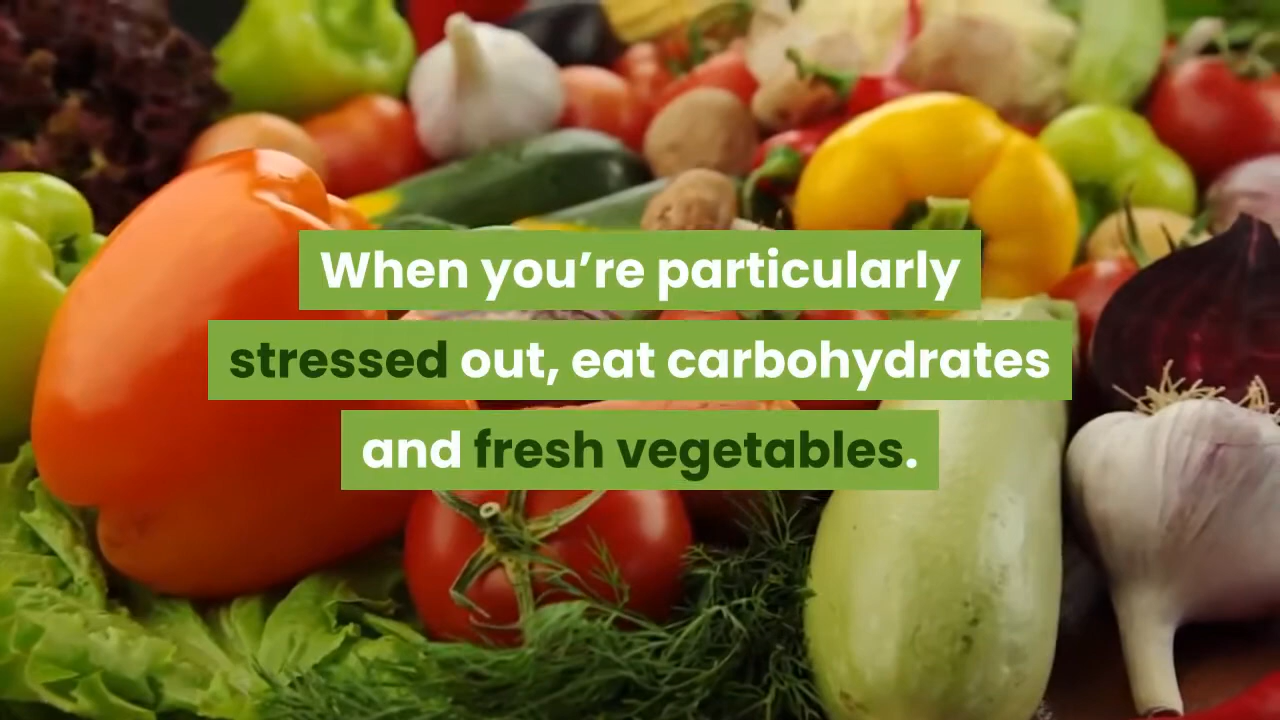 When you’re particularly
stressed out, eat carbohydrates
and fresh vegetables.